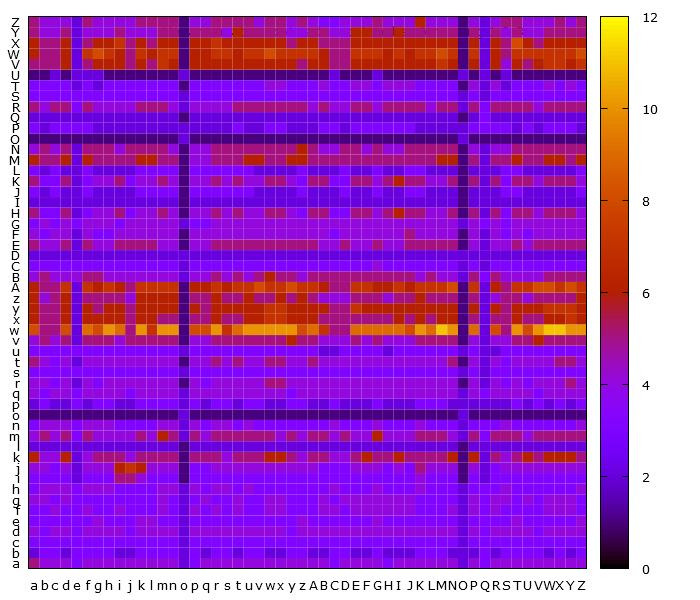 Z
Y
X
W
V
U
T
S
R
Q
P
O
N
M
L
K
J
I
H
G
F
E
D
C
B
A
z
y
x
w
v
u
t
s
r
q
p
o
n
m
l
k
j
i
h
g
f
e
d
c
b
a
a b c d e f g h i j k l m n o p q r s t u v w x y z A B C D E F G H I J K L M N O P Q R S T U V W X Y Z
12
10
8
6
4
2
0